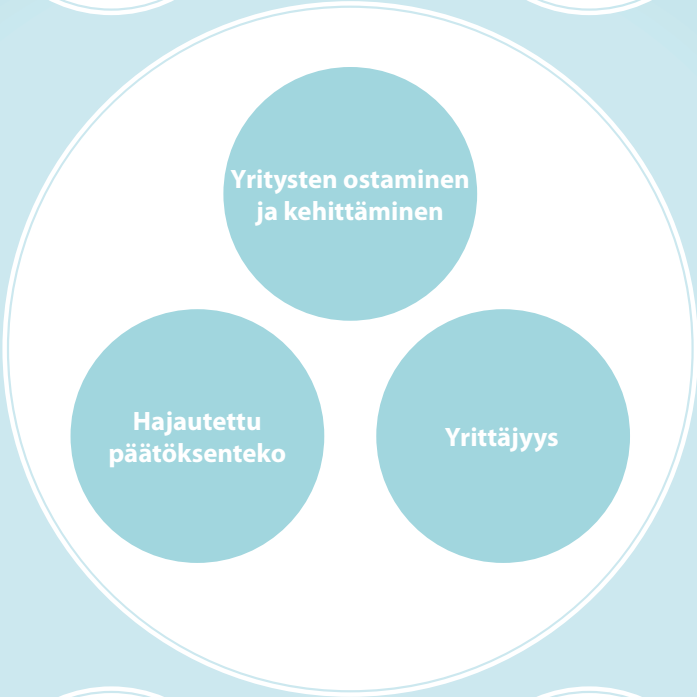 Yritysten ostaminen
ja kehittäminen
Hajautettu
päätöksenteko
Yrittäjyys